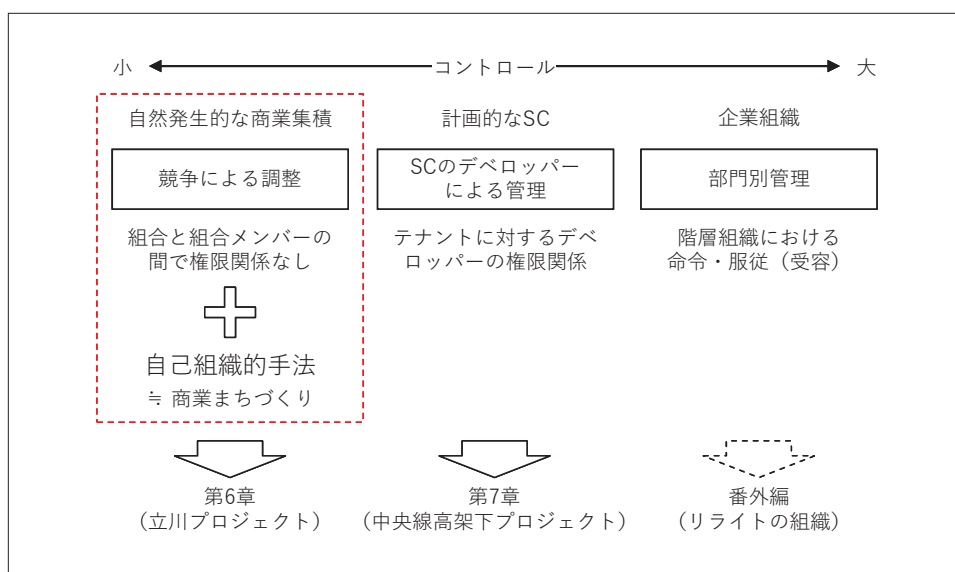 小 コントロール 大
自然発生的な商業集積
計画的なSC
企業組織
競争による調整
SCのデベロッパー
による管理
部門別管理
組合と組合メンバーの
間で権限関係なし
テナントに対するデベ
ロッパーの権限関係
階層組織における
命令・服従（受容）
自己組織的手法
≒ 商業まちづくり
第6章
（立川プロジェクト）
第7章
（中央線高架下プロジェクト）
番外編
（リライトの組織）